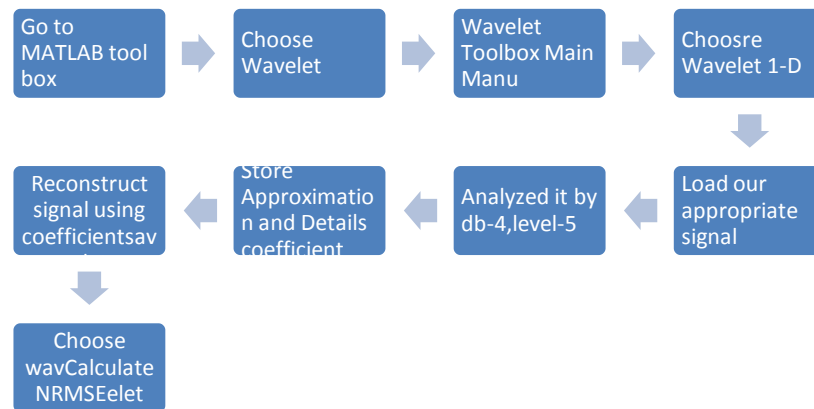 Go to
MATLAB tool
box
Choose
Wavelet
Wavelet
Toolbox Main
Manu
Choosre
Wavelet 1-D
Load our
appropriate
signal
Analyzed it by
db-4,level-5
Store
Approximatio
n and Details
coefficient
Reconstruct
signal using
coefficientsav
Choose
wavCalculate
NRMSEelet